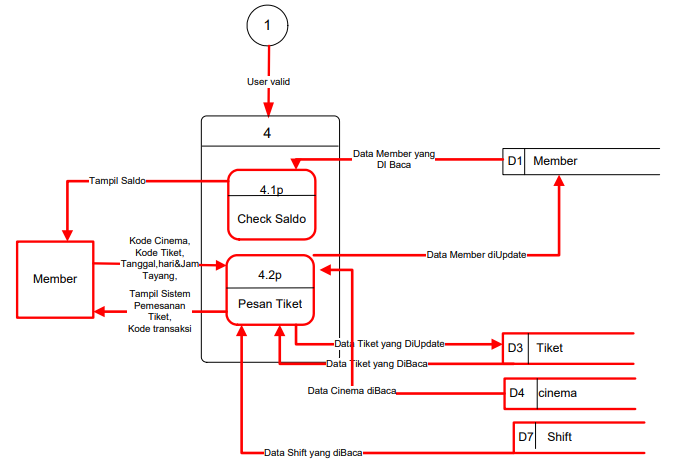 1
User valid
4
Data Member yang
DI Baca
D1 Member
Tampil Saldo
4.1p
Check Saldo
Kode Cinema,
Kode Tiket,
Tanggal,hari&Jam
Tayang,
Member
Data Member diUpdate
4.2p
Pesan Tiket
Tampil Sistem
Pemesanan
Tiket,
Kode transaksi
Data Tiket yang DiUpdate
D3 Tiket
Data Tiket yang DiBaca
Data Cinema diBaca
D4 cinema
D7 Shift
Data Shift yang diBaca